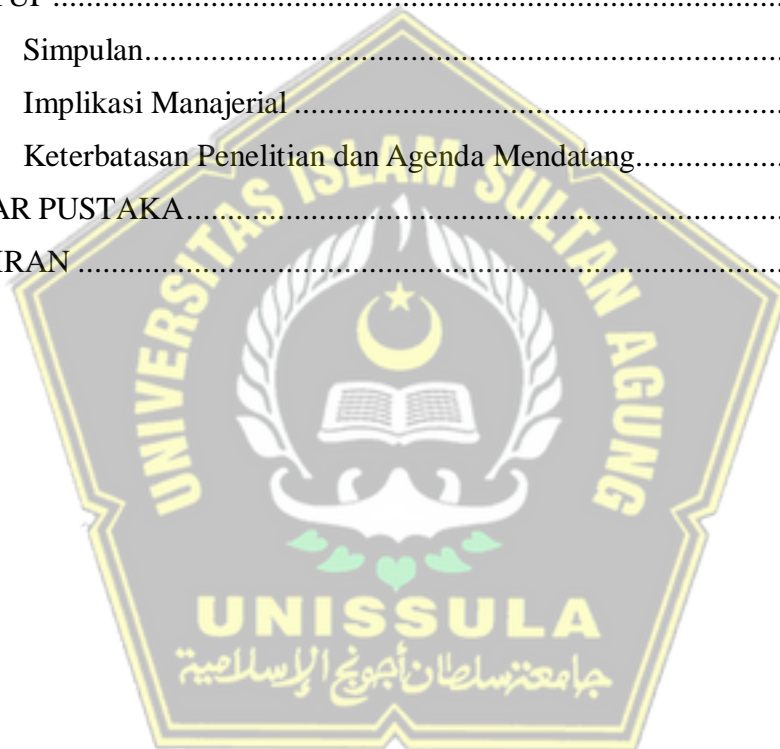 TUP ................................................................................
Simpulan................................................................................
Implikasi Manajerial ................................................................
Keterbatasan Penelitian dan Agenda Mendatang..................
AR PUSTAKA........................................................................
IRAN ................................................................................
UNIVERSITAS ISLAM SULTAN AGUNG
UNISSULA
جامعة سلطان أجونج الإسلامية